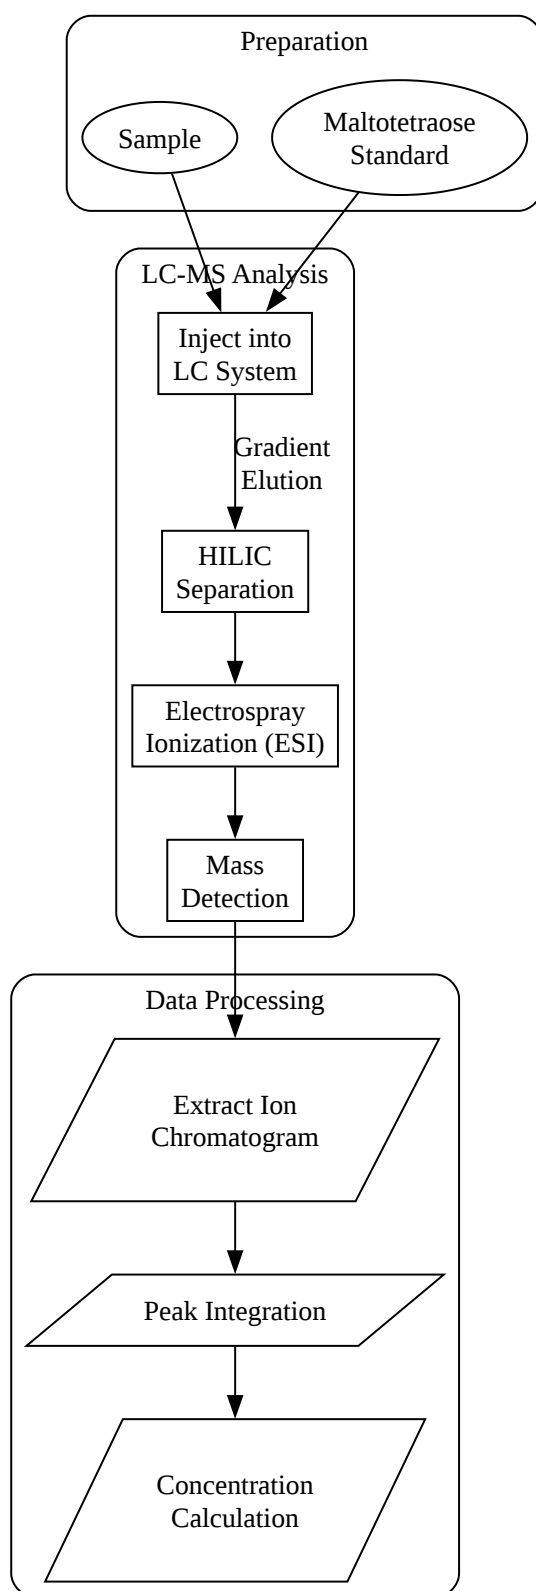 Preparation
Sample
Maltotetraose
Standard
LC-MS Analysis
Inject into
LC System
Gradient
Elution
HILIC
Separation
Electrospray
Ionization (ESI)
Mass
Detection
Data Processing
Extract Ion
Chromatogram
Peak Integration
Concentration
Calculation